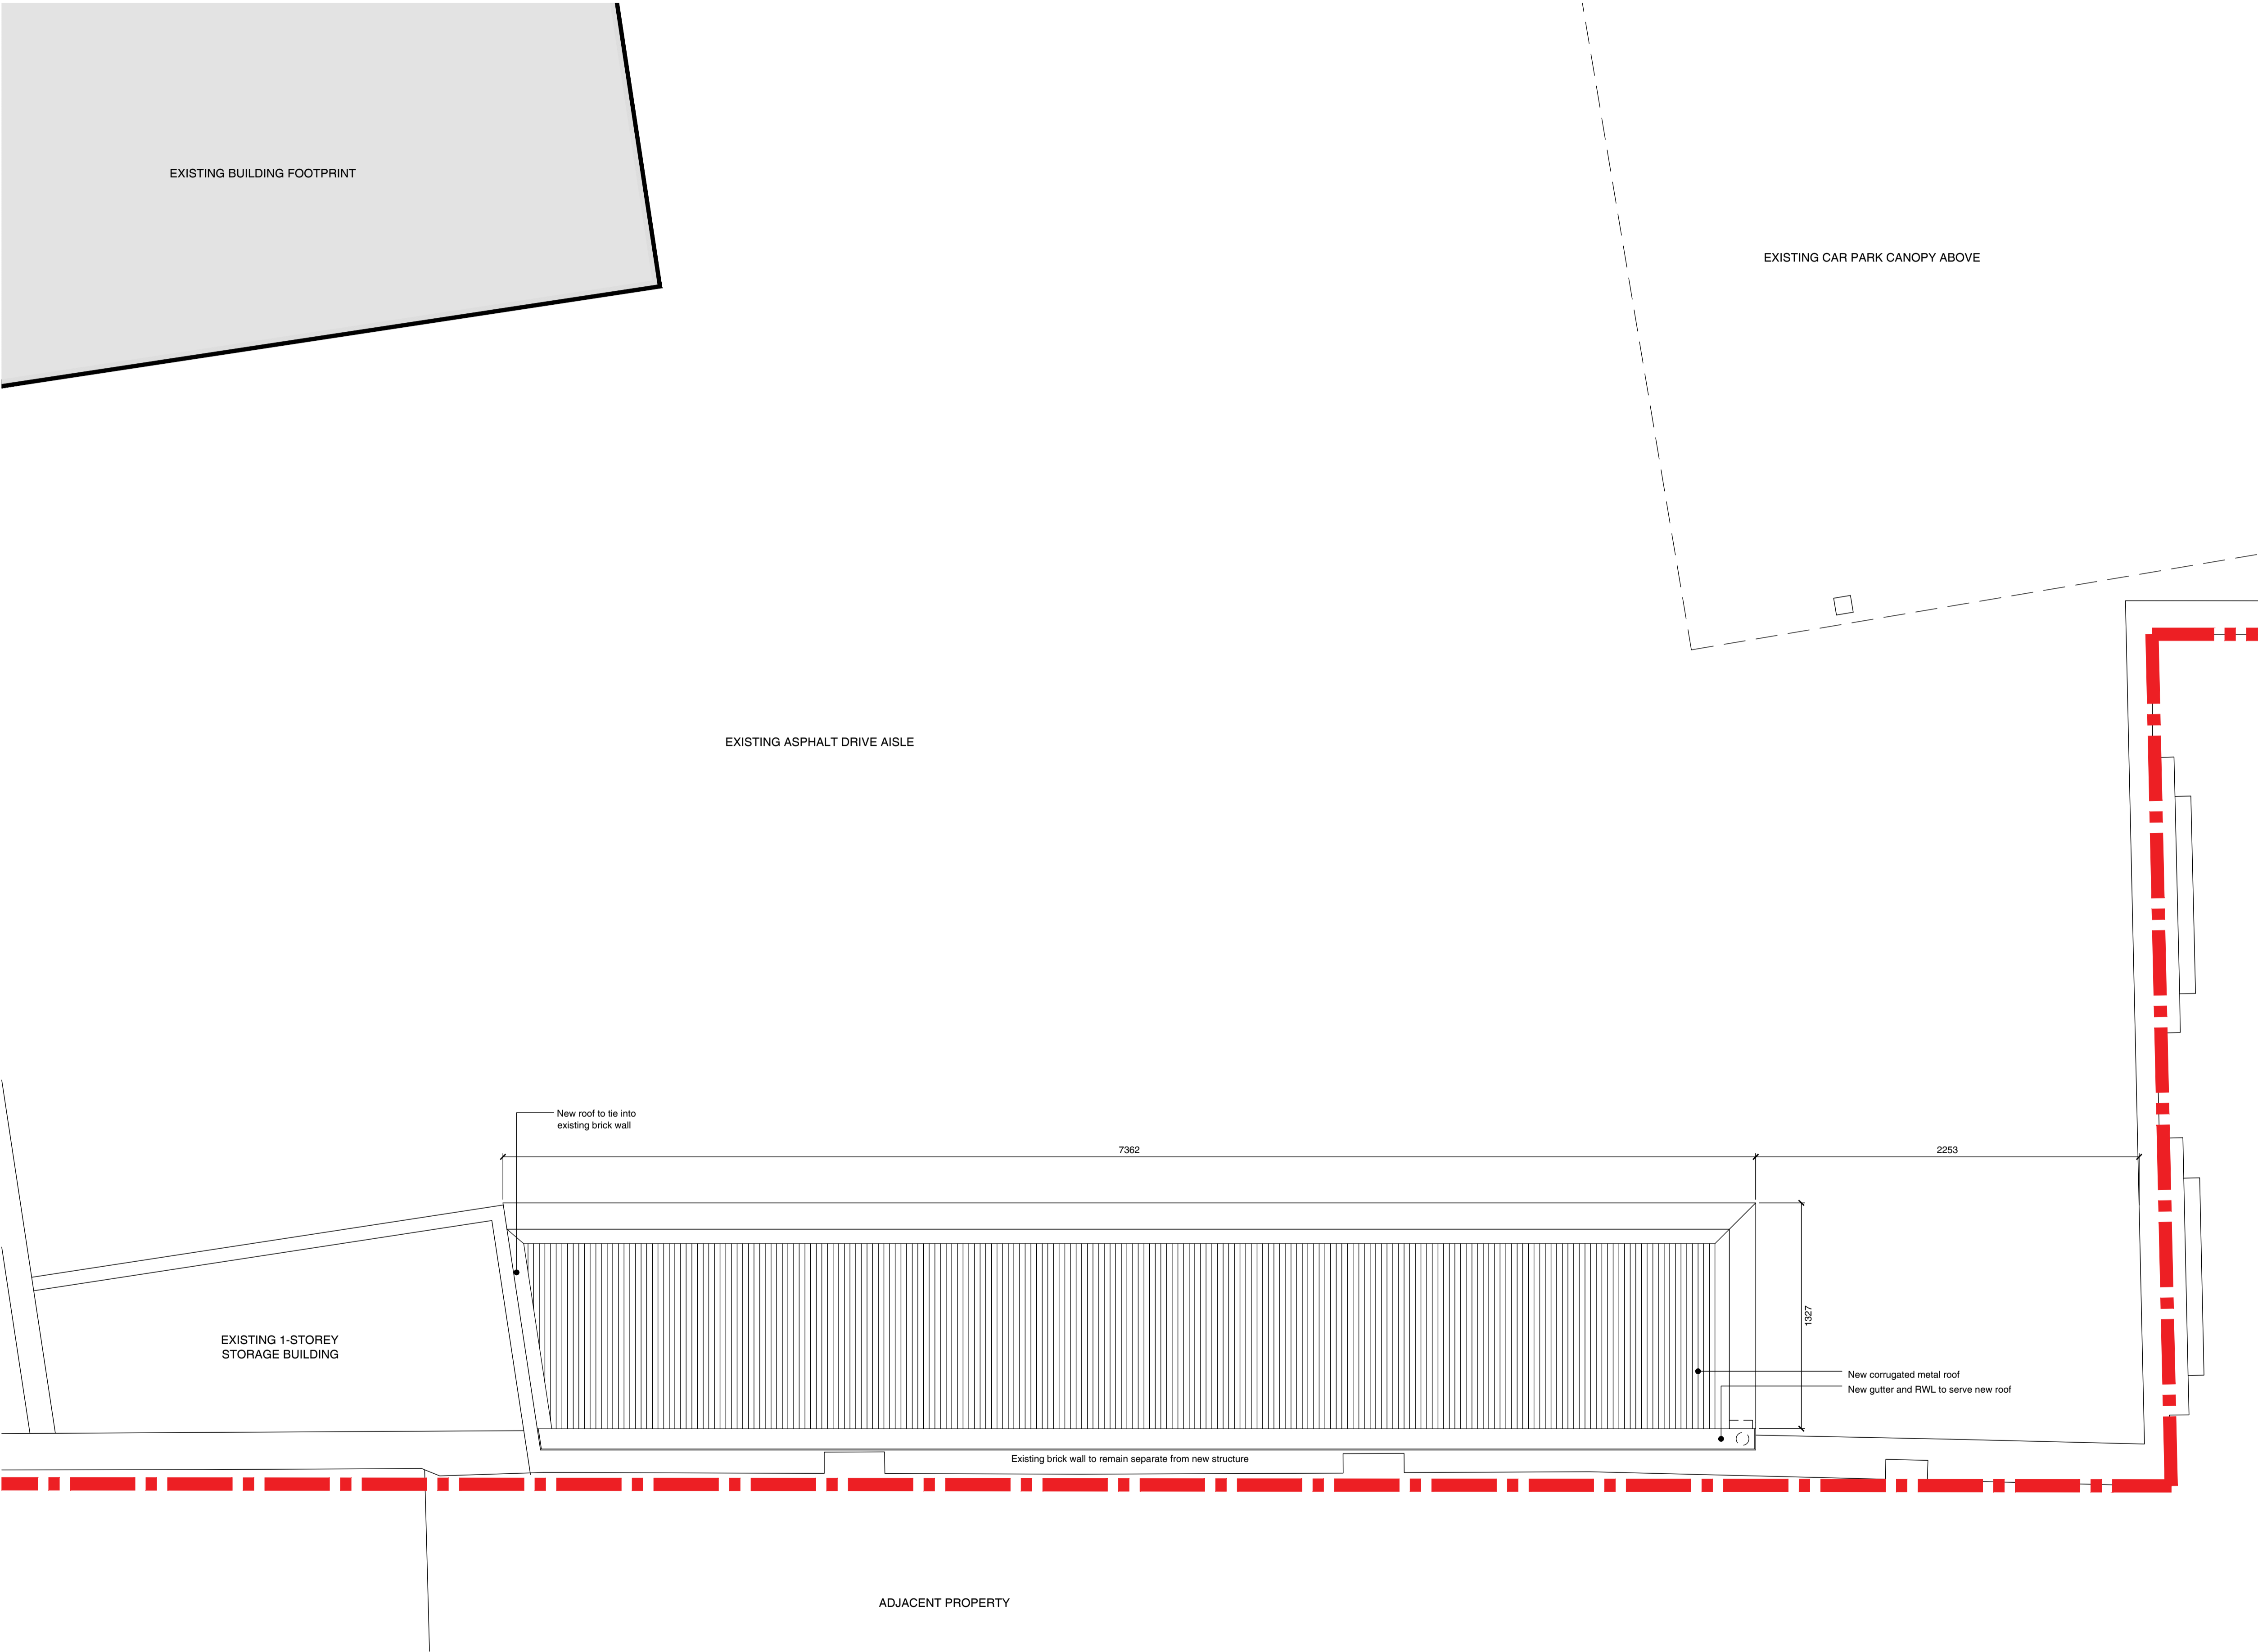 EXISTING BUILDING FOOTPRINT
EXISTING CAR PARK CANOPY ABOVE
EXISTING ASPHALT DRIVE AISLE
New roof to tie into
existing brick wall
7362
2253
1327
EXISTING 1-STOREY
STORAGE BUILDING
New corrugated metal roof
New gutter and RWL to serve new roof
Existing brick wall to remain separate from new structure
ADJACENT PROPERTY